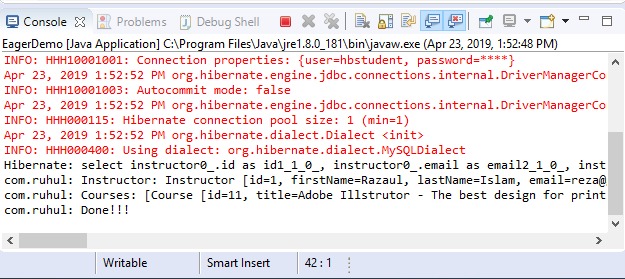 Console Problems Debug Shell
EagerDemo [Java Application] C:\Program Files\Java\jre1.8.0_181\bin\javaw.exe (Apr 23, 2019, 1:52:48 PM)
INFO: HHH10001001: Connection properties: {user=hbstudent, password=****}
Apr 23, 2019 1:52:52 PM org.hibernate.engine.jdbc.connections.internal.DriverManagerCo
INFO: HHH10001003: Autocommit mode: false
Apr 23, 2019 1:52:52 PM org.hibernate.engine.jdbc.connections.internal.DriverManagerCo
INFO: HHH000115: Hibernate connection pool size: 1 (min=1)
Apr 23, 2019 1:52:52 PM org.hibernate.dialect.Dialect <init>
INFO: HHH000400: Using dialect: org.hibernate.dialect.MySQLDialect
Hibernate: select instructor0_.id as id1_1_0_, instructor0_.email as email2_1_0_, inst
com.ruhul: Instructor: Instructor [id=1, firstName=Razaul, lastName=Islam, email=reza@
com.ruhul: Courses: [Course [id=11, title=Adobe Illstrutor - The best design for print
com.ruhul: Done!!!
Writable Smart Insert 42 : 1